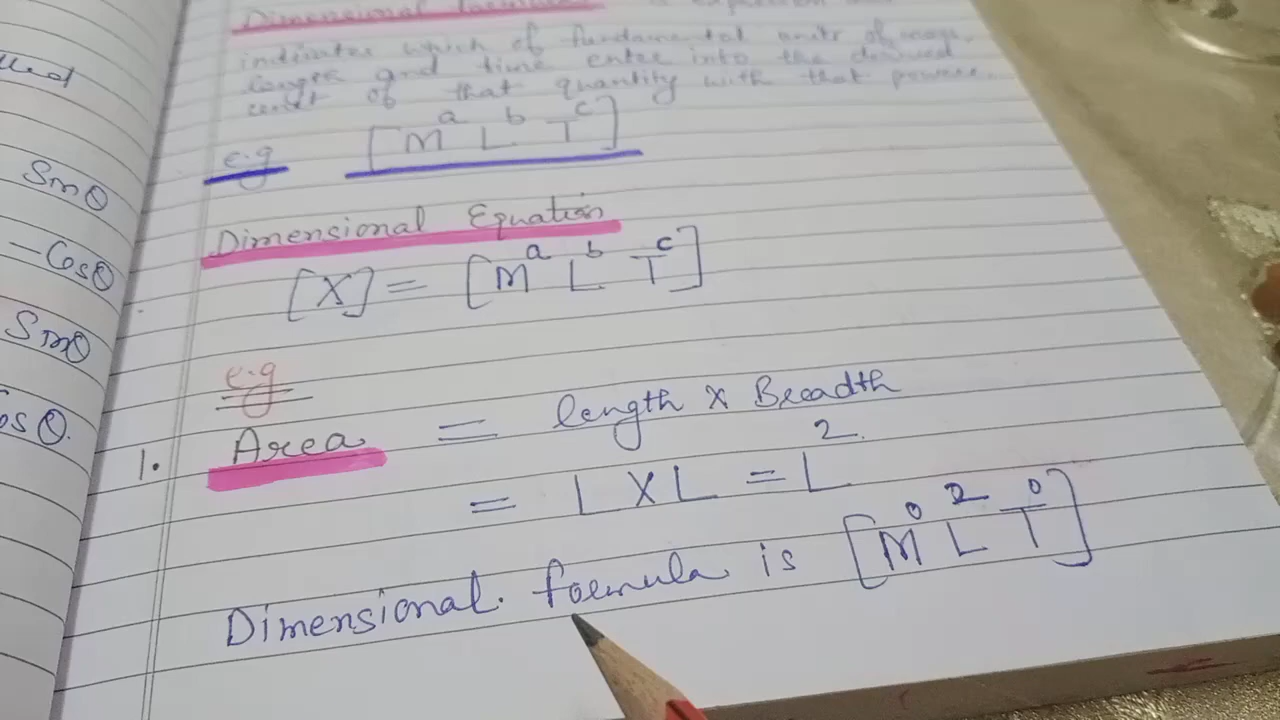 Dimensional formula
indicates which of fundamental units of mass,
length and time enter into the derived
unit of that quantity with that powers.
e.g [M^a L^b T^c]
Dimensional Equation
[X] = [M^a L^b T^c]
e.g
1. Area = length x Breadth
= L X L = L^2
Dimensional. formula is [M^0 L^2 T^0]
Sinθ
-Cosθ
Sinθ
Cosθ.